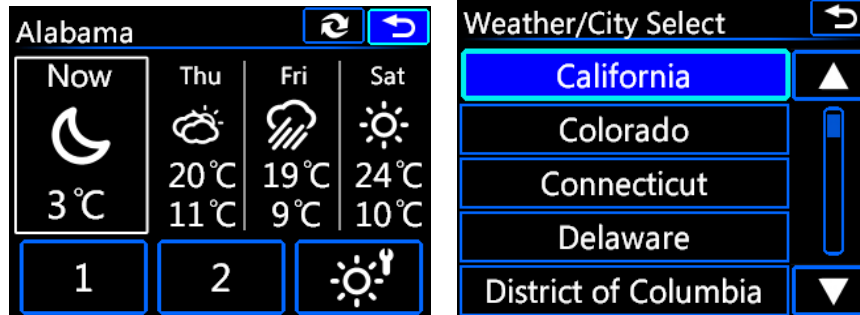 Alabama
Now
3℃
Thu
20℃
11℃
Fri
19℃
9℃
Sat
24℃
10℃
1
2
Weather/City Select
California
Colorado
Connecticut
Delaware
District of Columbia